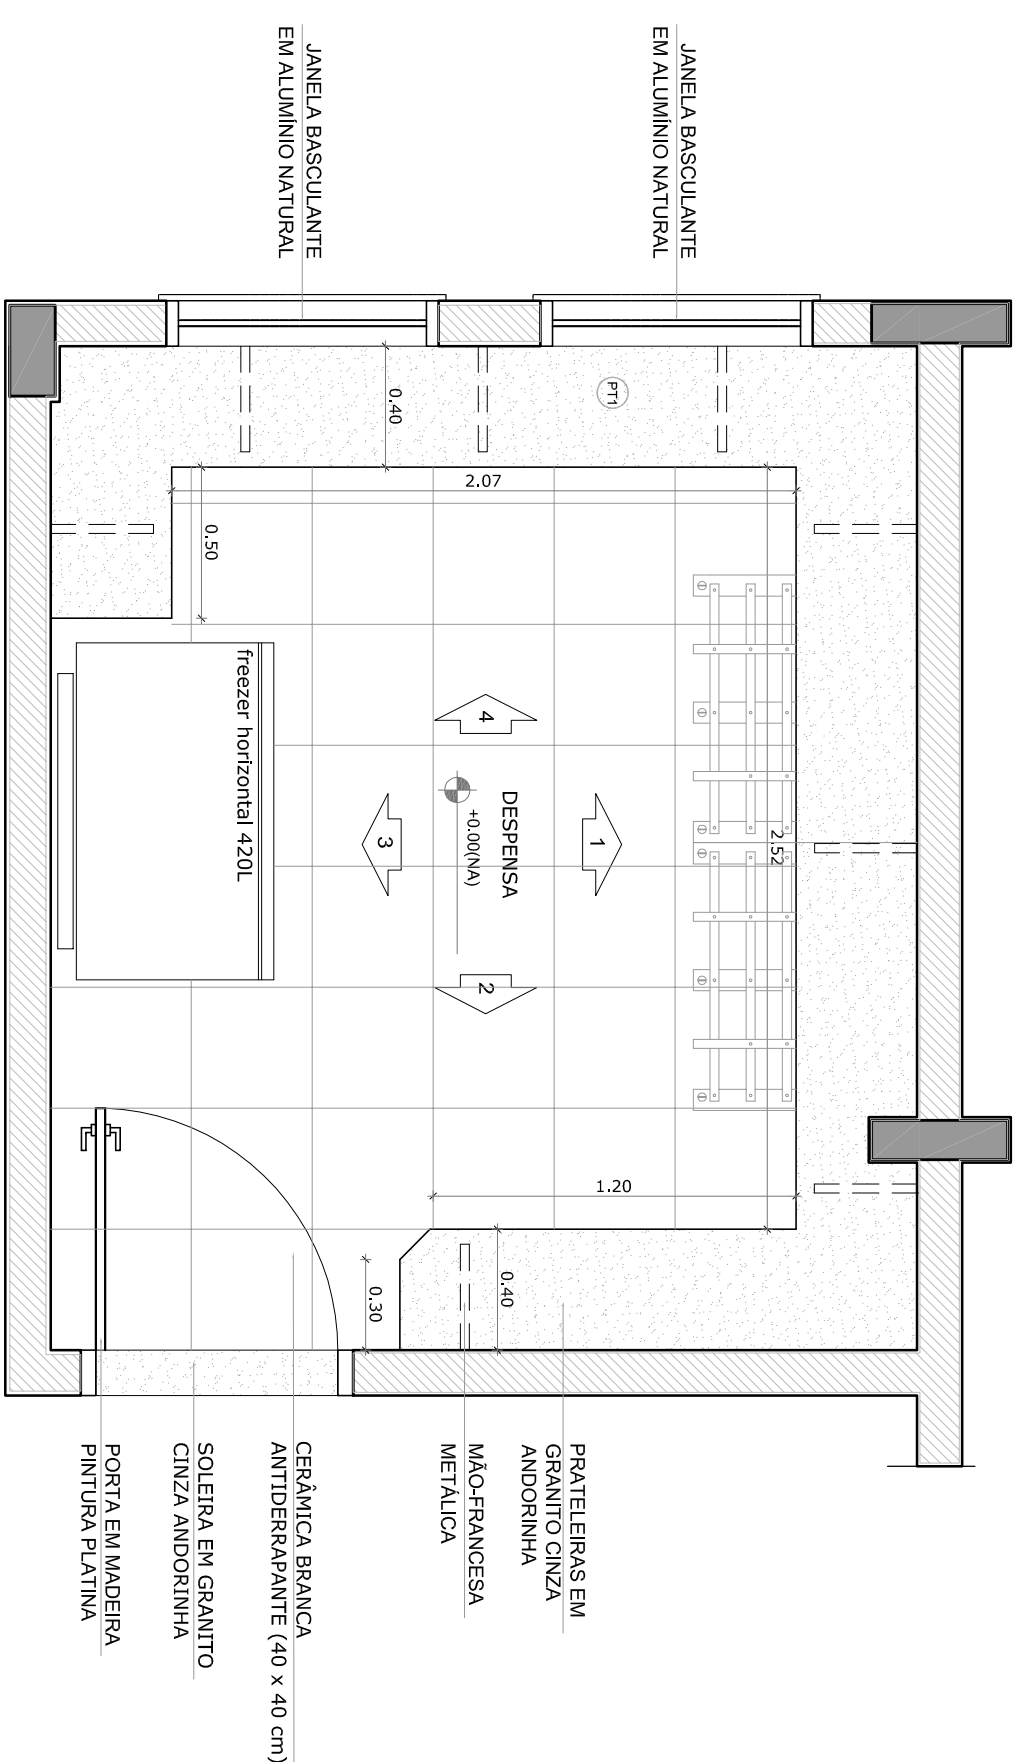 JANELA BASCULANTE
EM ALUMÍNIO NATURAL
JANELA BASCULANTE
EM ALUMÍNIO NATURAL
PT1
0.40
2.07
0.50
freezer horizontal 420L
4
DESPENSA
+0.00(NA)
1
3
2
2.52
1.20
0.40
0.30
PRATELEIRAS EM
GRANITO CINZA
ANDORINHA
MÃO-FRANCESA
METÁLICA
CERÂMICA BRANCA
ANTIDERRAPANTE (40 x 40 cm)
SOLEIRA EM GRANITO
CINZA ANDORINHA
PORTA EM MADEIRA
PINTURA PLATINA